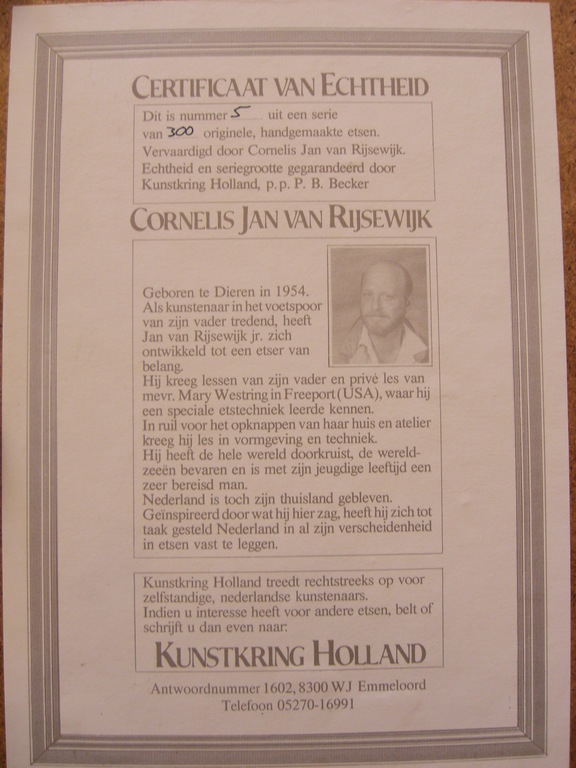 CERTIFICAAT VAN ECHTHEID
Dit is nummer 5 uit een serie
van 300 originele, handgemaakte etsen.
Vervaardigd door Cornelis Jan van Rijsewijk.
Echtheid en seriegrootte gegarandeerd door
Kunstkring Holland, p.p. P. B. Becker
CORNELIS JAN VAN RIJSEWIJK
Geboren te Dieren in 1954.
Als kunstenaar in het voetspoor
van zijn vader tredend, heeft
Jan van Rijsewijk jr. zich
ontwikkeld tot een etser van
belang.
Hij kreeg lessen van zijn vader en privé les van
mevr. Mary Westring in Freeport (USA), waar hij
een speciale etstechniek leerde kennen.
In ruil voor het opknappen van haar huis en atelier
kreeg hij les in vormgeving en techniek.
Hij heeft de hele wereld doorkruist, de wereld-
zeeën bevaren en is met zijn jeugdige leeftijd een
zeer bereisd man.
Nederland is toch zijn thuisland gebleven.
Geïnspireerd door wat hij hier zag, heeft hij zich tot
taak gesteld Nederland in al zijn verscheidenheid
in etsen vast te leggen.
Kunstkring Holland treedt rechtstreeks op voor
zelfstandige, nederlandse kunstenaars.
Indien u interesse heeft voor andere etsen, belt of
schrijft u dan even naar:
KUNSTKRING HOLLAND
Antwoordnummer 1602, 8300 WJ Emmeloord
Telefoon 05270-16991